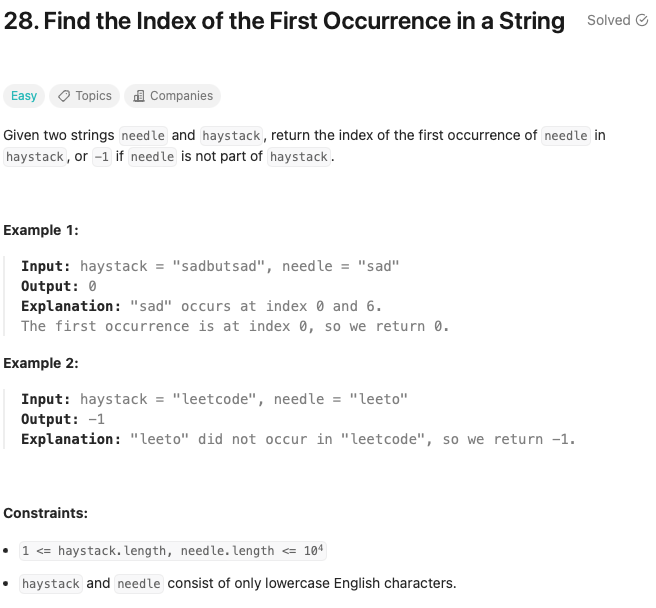 28. Find the Index of the First Occurrence in a String
Solved
Easy
Topics
Companies
Given two strings needle and haystack, return the index of the first occurrence of needle in
haystack, or -1 if needle is not part of haystack.
Example 1:
Input: haystack = "sadbutsad", needle = "sad"
Output: 0
Explanation: "sad" occurs at index 0 and 6.
The first occurrence is at index 0, so we return 0.
Example 2:
Input: haystack = "leetcode", needle = "leeto"
Output: -1
Explanation: "leeto" did not occur in "leetcode", so we return -1.
Constraints:
• 1 <= haystack.length, needle.length <= 10⁴
• haystack and needle consist of only lowercase English characters.